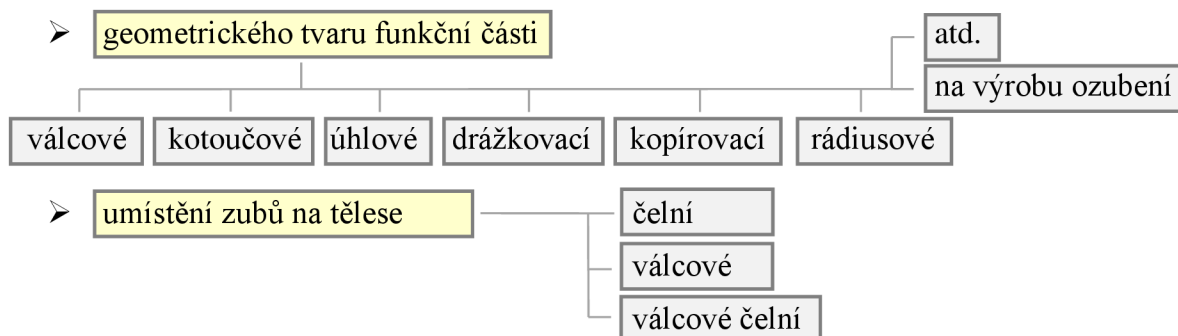 ➢ geometrického tvaru funkční části
atd.
na výrobu ozubení
válcové kotoučové úhlové drážkovací kopírovací rádiusové
➢ umístění zubů na tělese
čelní
válcové
válcové čelní